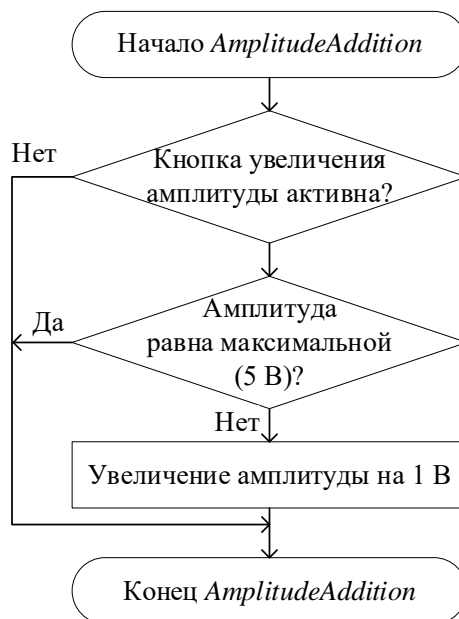 Начало AmplitudeAddition
Нет
Кнопка увеличения
амплитуды активна?
Да
Амплитуда
равна максимальной
(5 В)?
Нет
Увеличение амплитуды на 1 В
Конец AmplitudeAddition